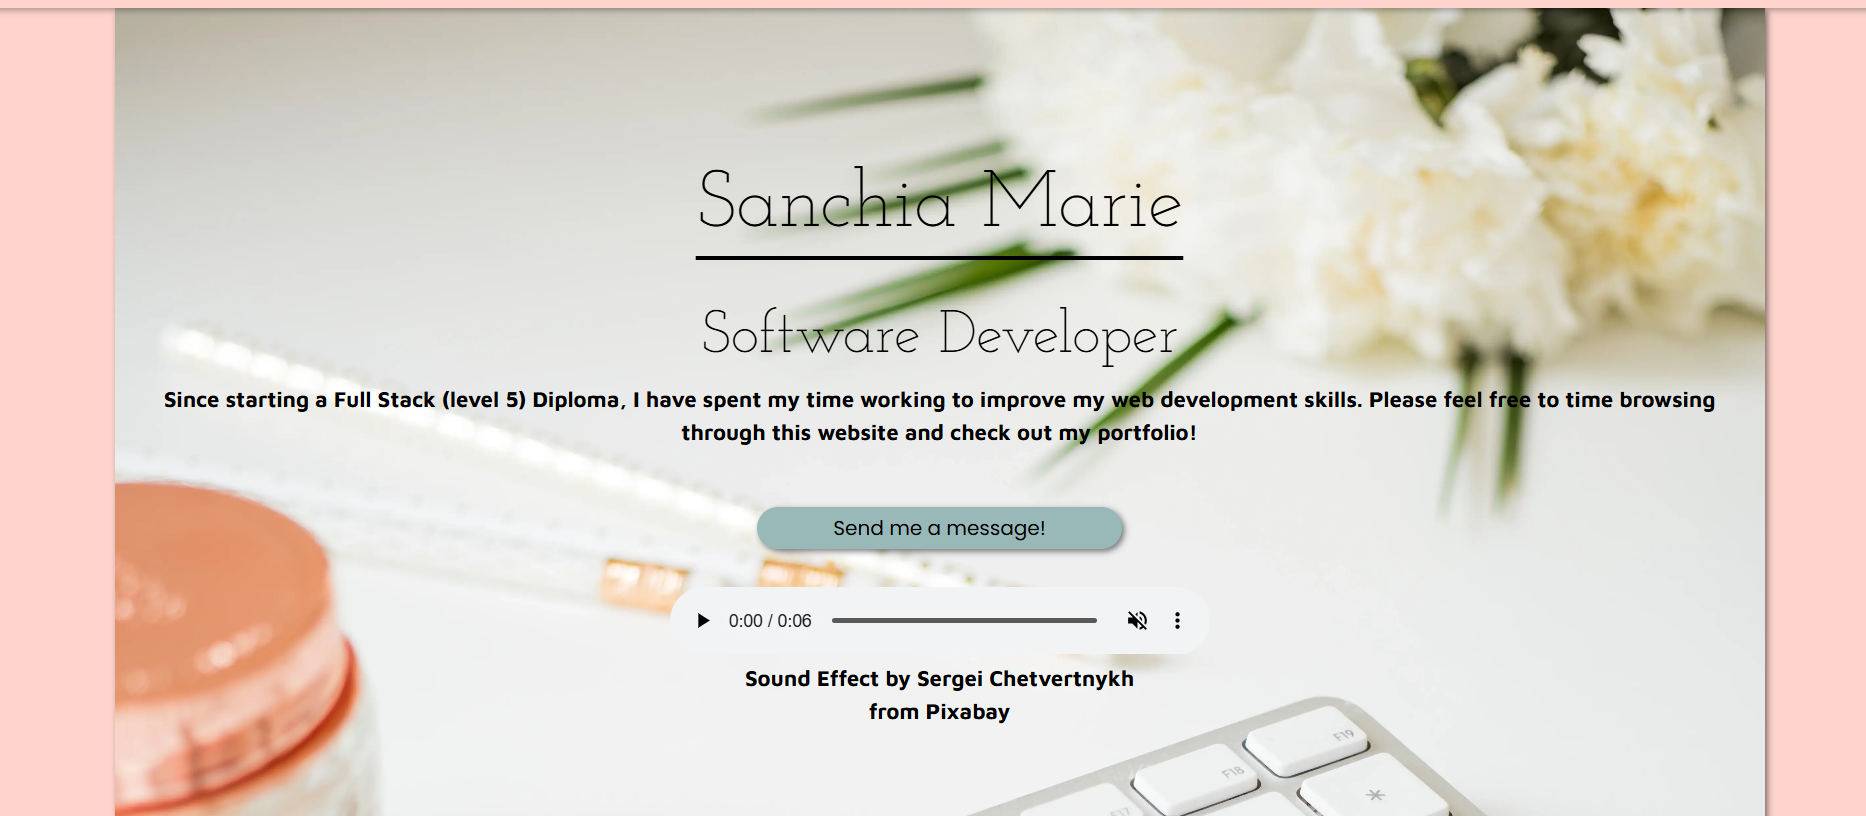 Sanchia Marie
Software Developer
Since starting a Full Stack (level 5) Diploma, I have spent my time working to improve my web development skills. Please feel free to time browsing
through this website and check out my portfolio!
Send me a message!
0:00 / 0:06
Sound Effect by Sergei Chetvertnykh
from Pixabay
F19
F18
F17
*